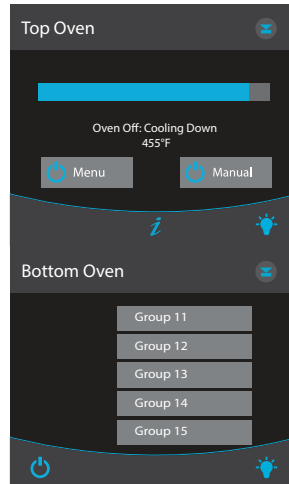 Top Oven
Oven Off: Cooling Down
455°F
Menu
Manual
i
Bottom Oven
Group 11
Group 12
Group 13
Group 14
Group 15